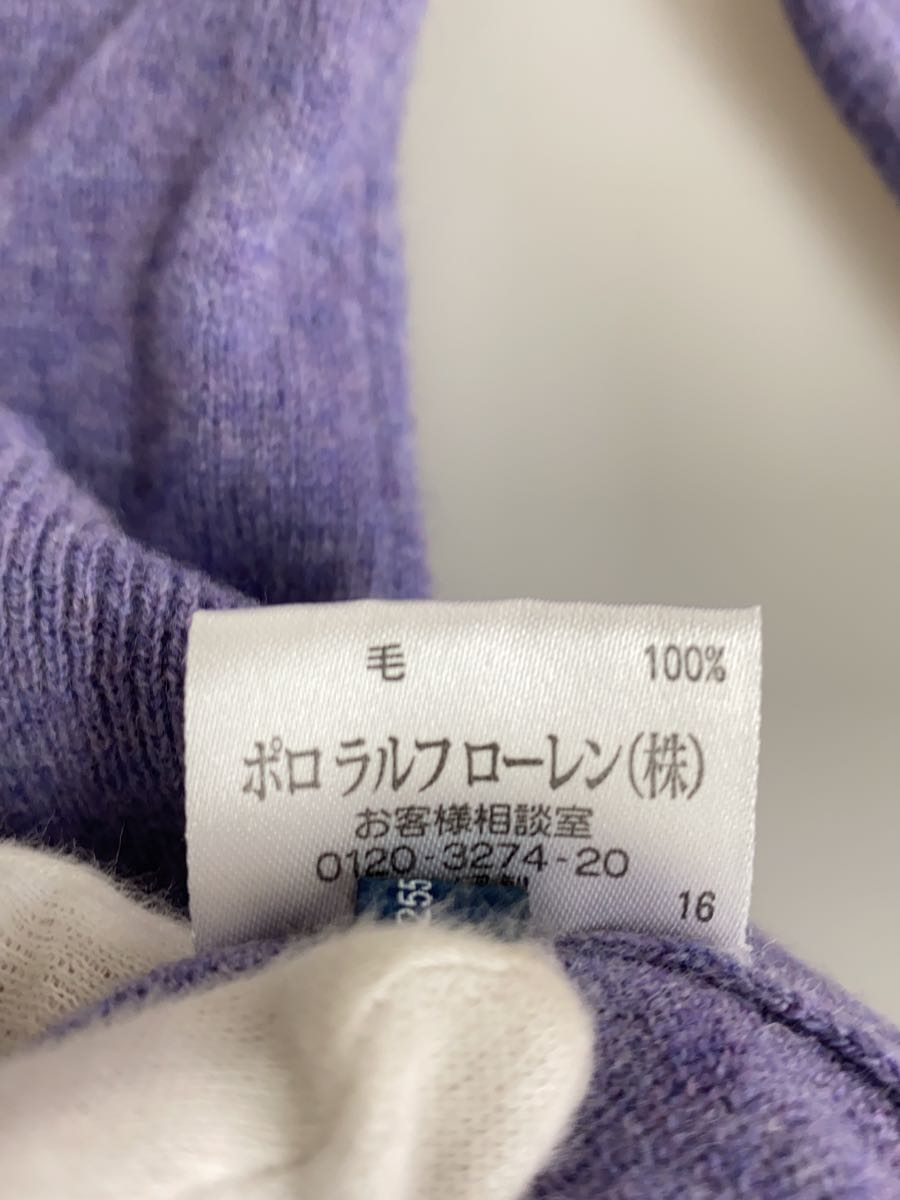 毛 100%
ポロ ラルフ ローレン(株)
お客様相談室
0120-3274-20
255
16